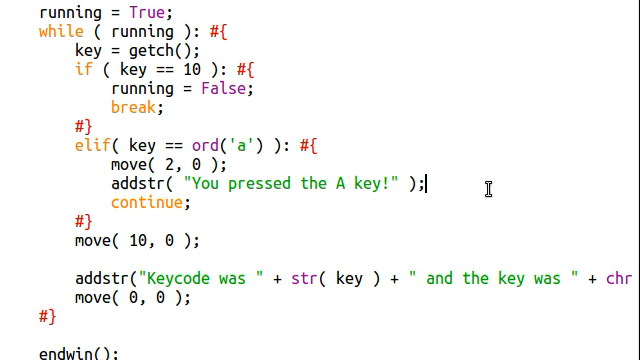 running = True;
while ( running ): #{
key = getch();
if ( key == 10 ): #{
running = False;
break;
#}
elif( key == ord('a') ): #{
move( 2, 0 );
addstr( "You pressed the A key!" );
continue;
#}
move( 10, 0 );
addstr("Keycode was " + str( key ) + " and the key was " + chr
move( 0, 0 );
#}
endwin();